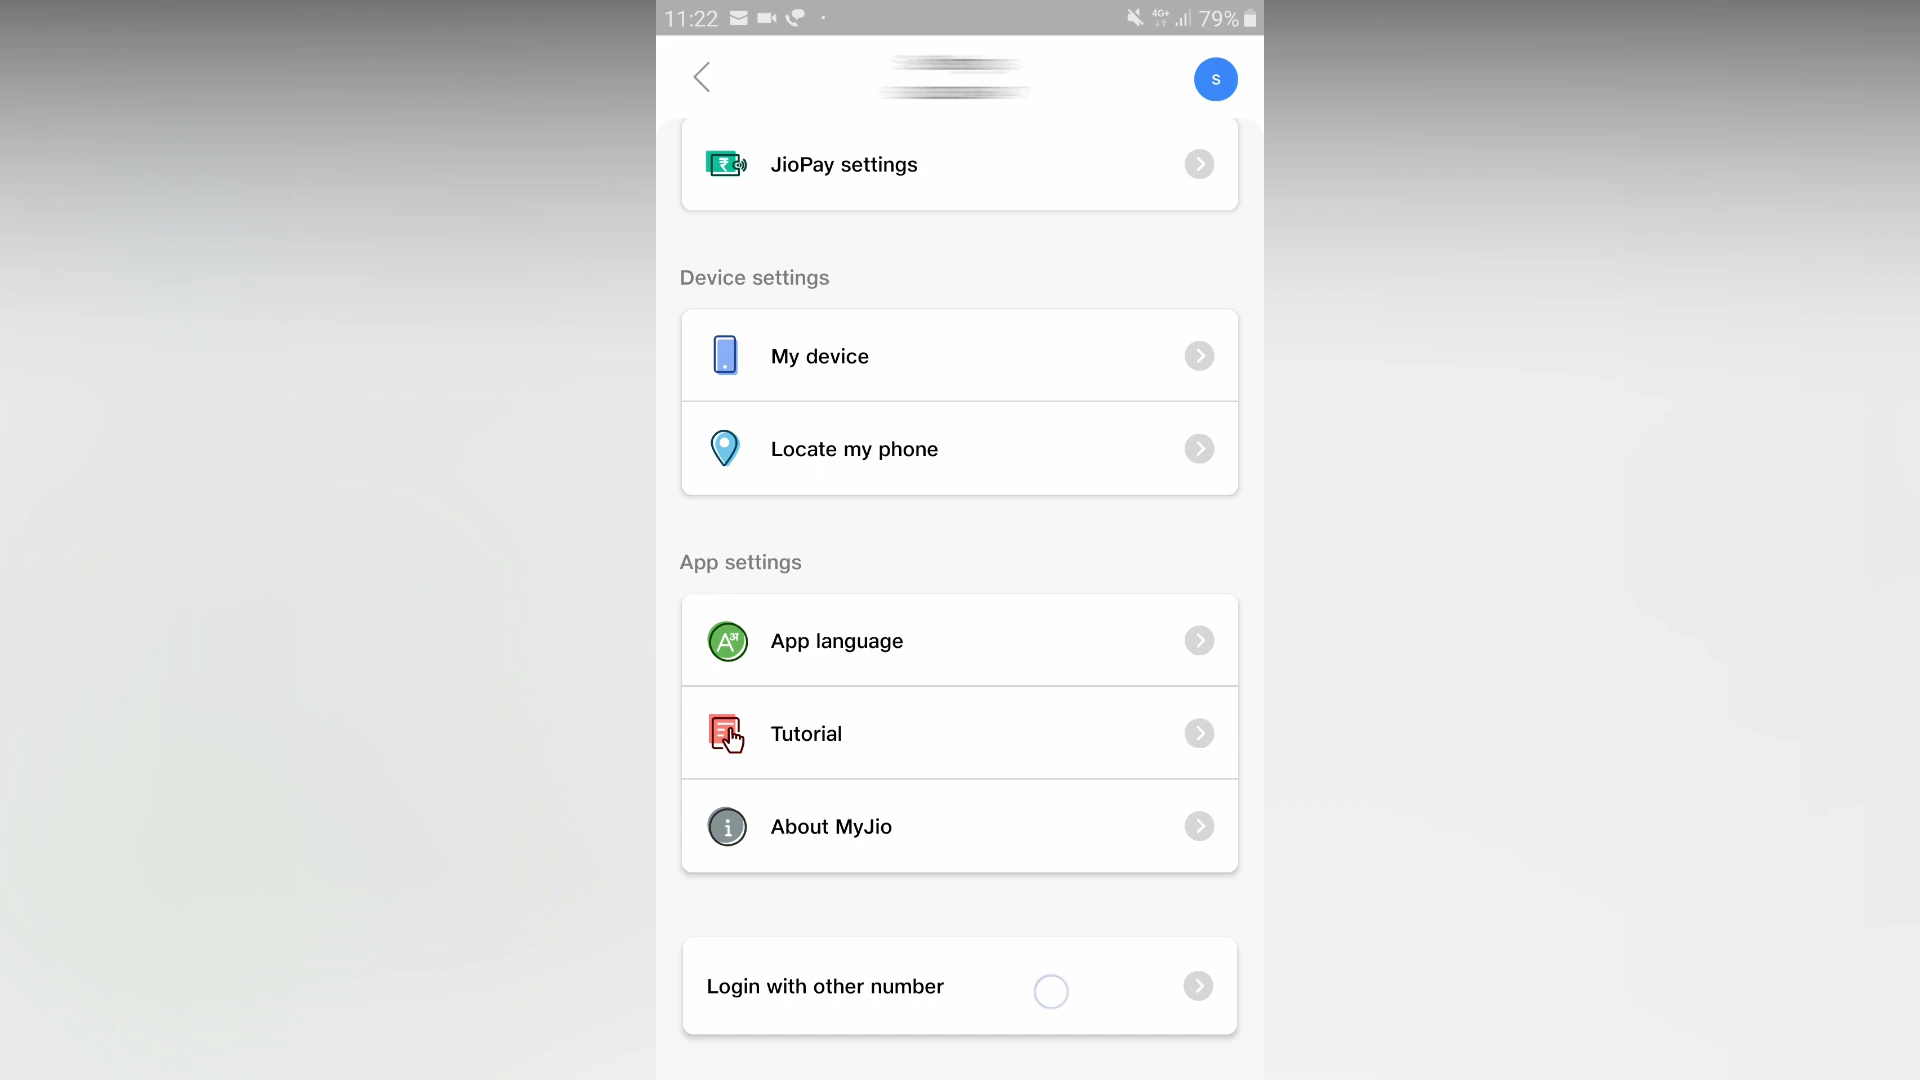 11:22 4G+ 79%
S
JioPay settings
Device settings
My device
Locate my phone
App settings
App language
Tutorial
About MyJio
Login with other number